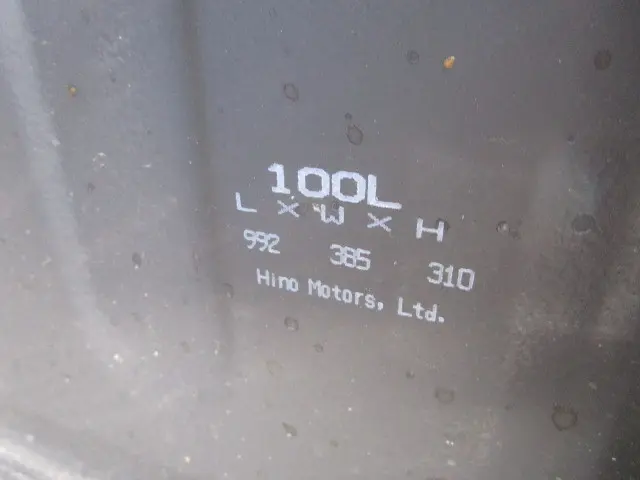 100L
L × W × H
992 385 310
Hino Motors, Ltd.